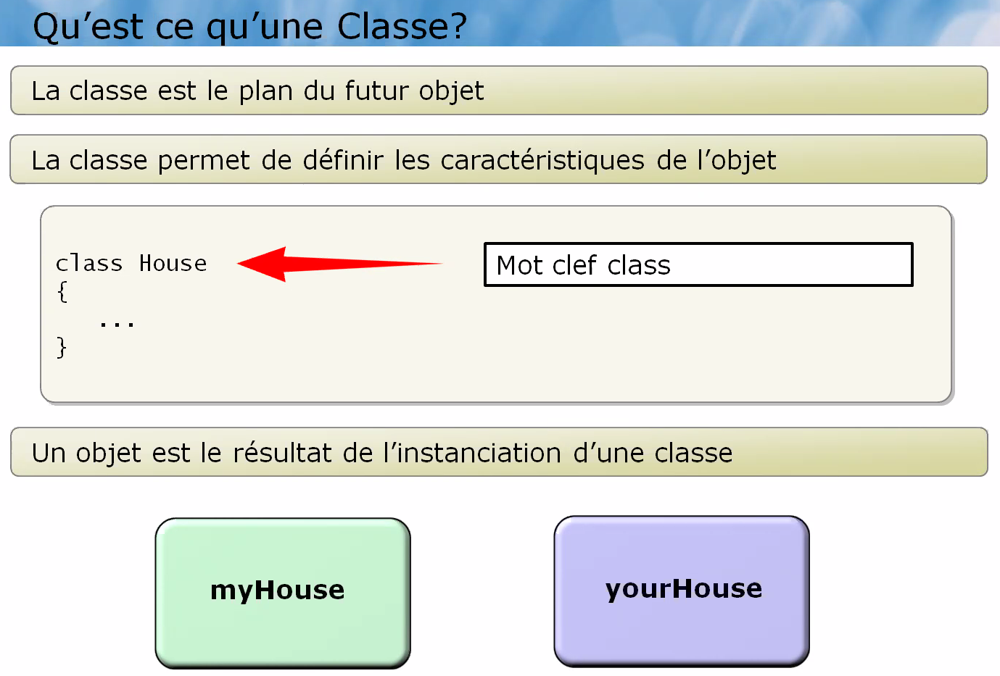 Qu’est ce qu’une Classe?
La classe est le plan du futur objet
La classe permet de définir les caractéristiques de l’objet
class House
Mot clef class
{
...
}
Un objet est le résultat de l’instanciation d’une classe
myHouse
yourHouse